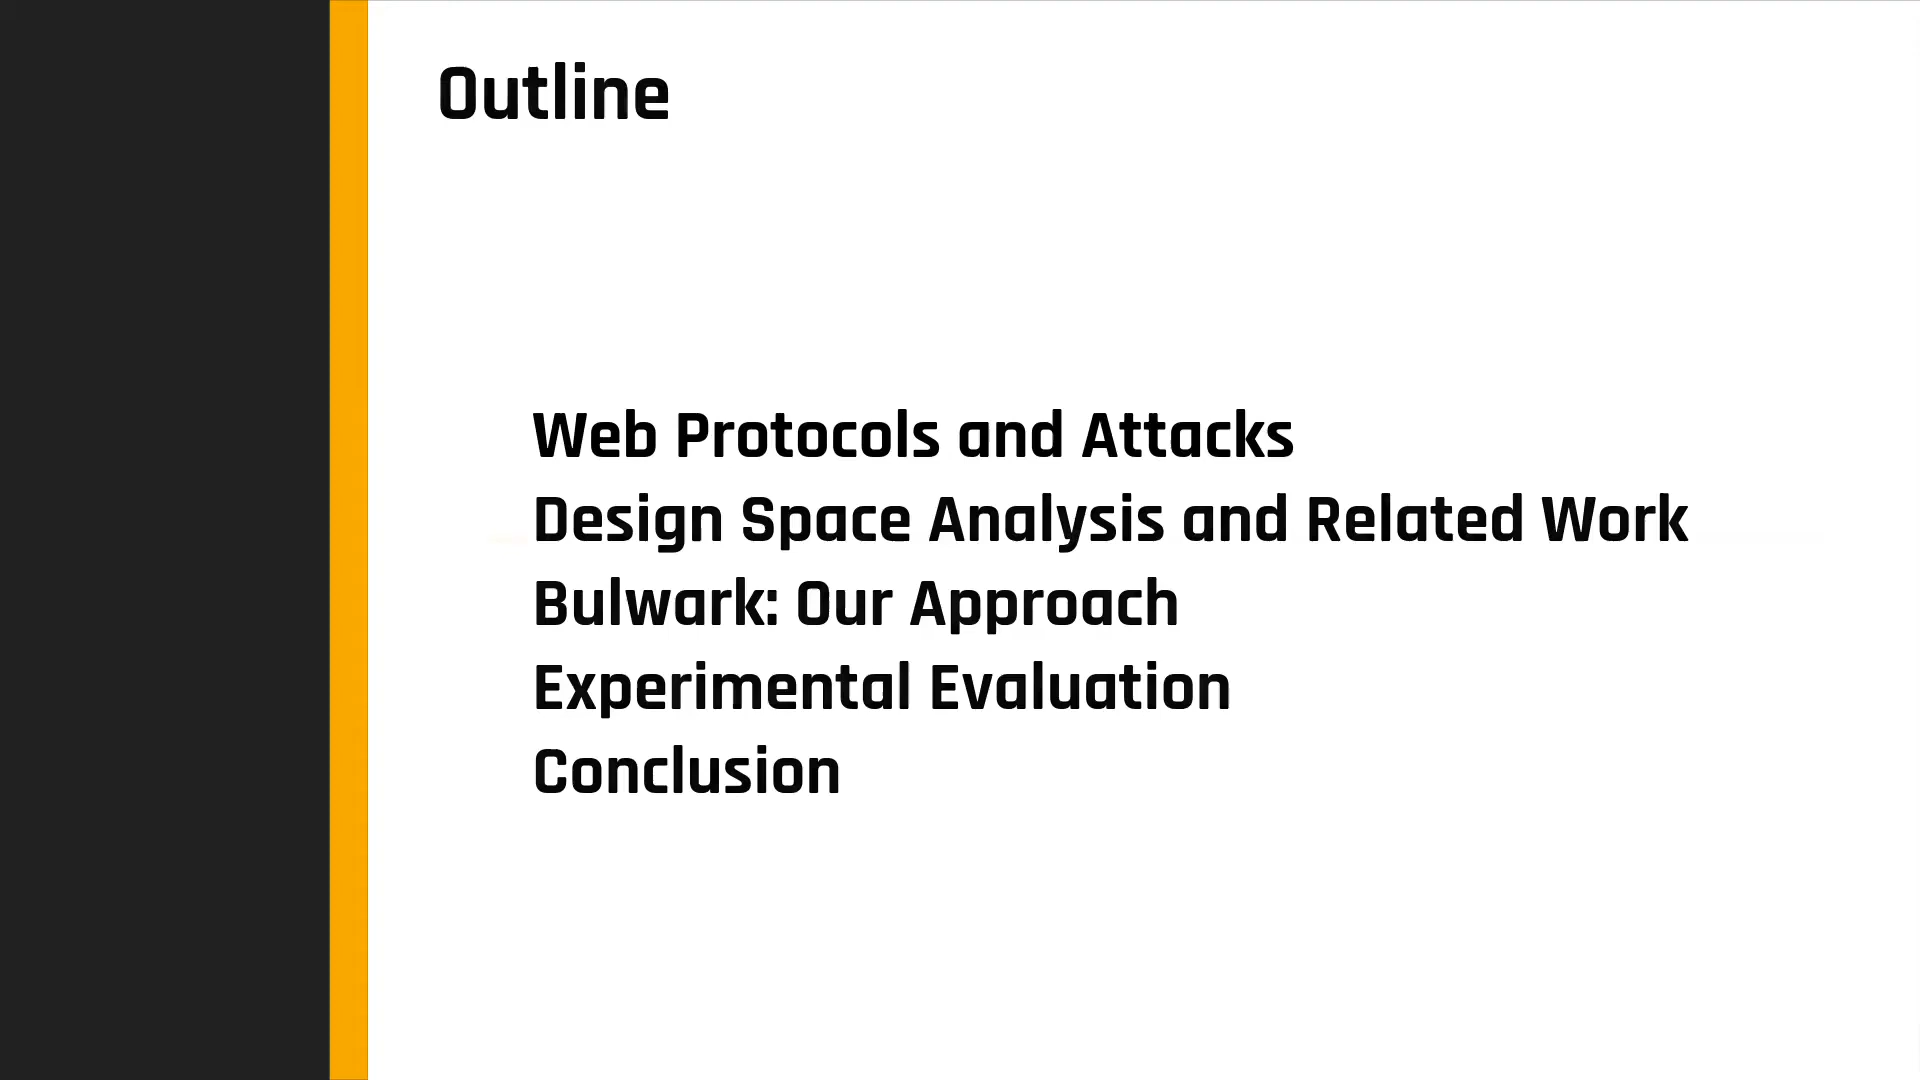 Outline
Web Protocols and Attacks
Design Space Analysis and Related Work
Bulwark: Our Approach
Experimental Evaluation
Conclusion